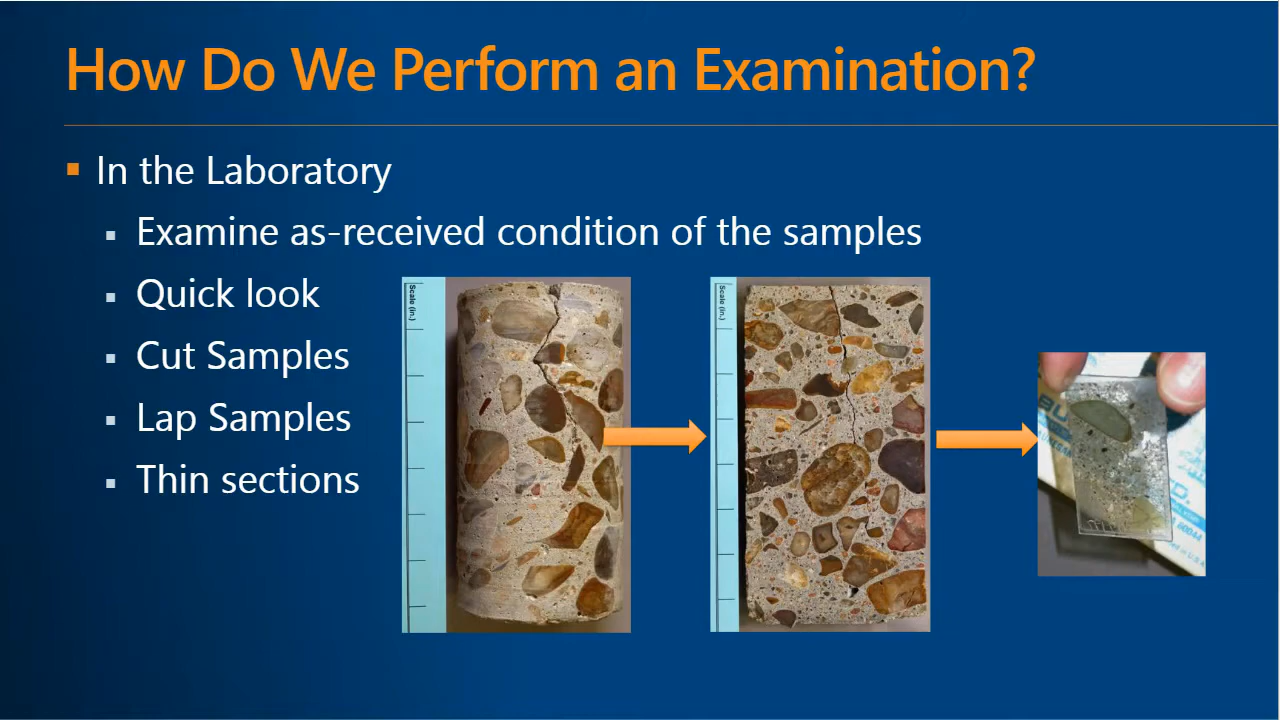 How Do We Perform an Examination?
In the Laboratory
Examine as-received condition of the samples
Quick look
Cut Samples
Lap Samples
Thin sections
Scale (in.)
Scale (in.)